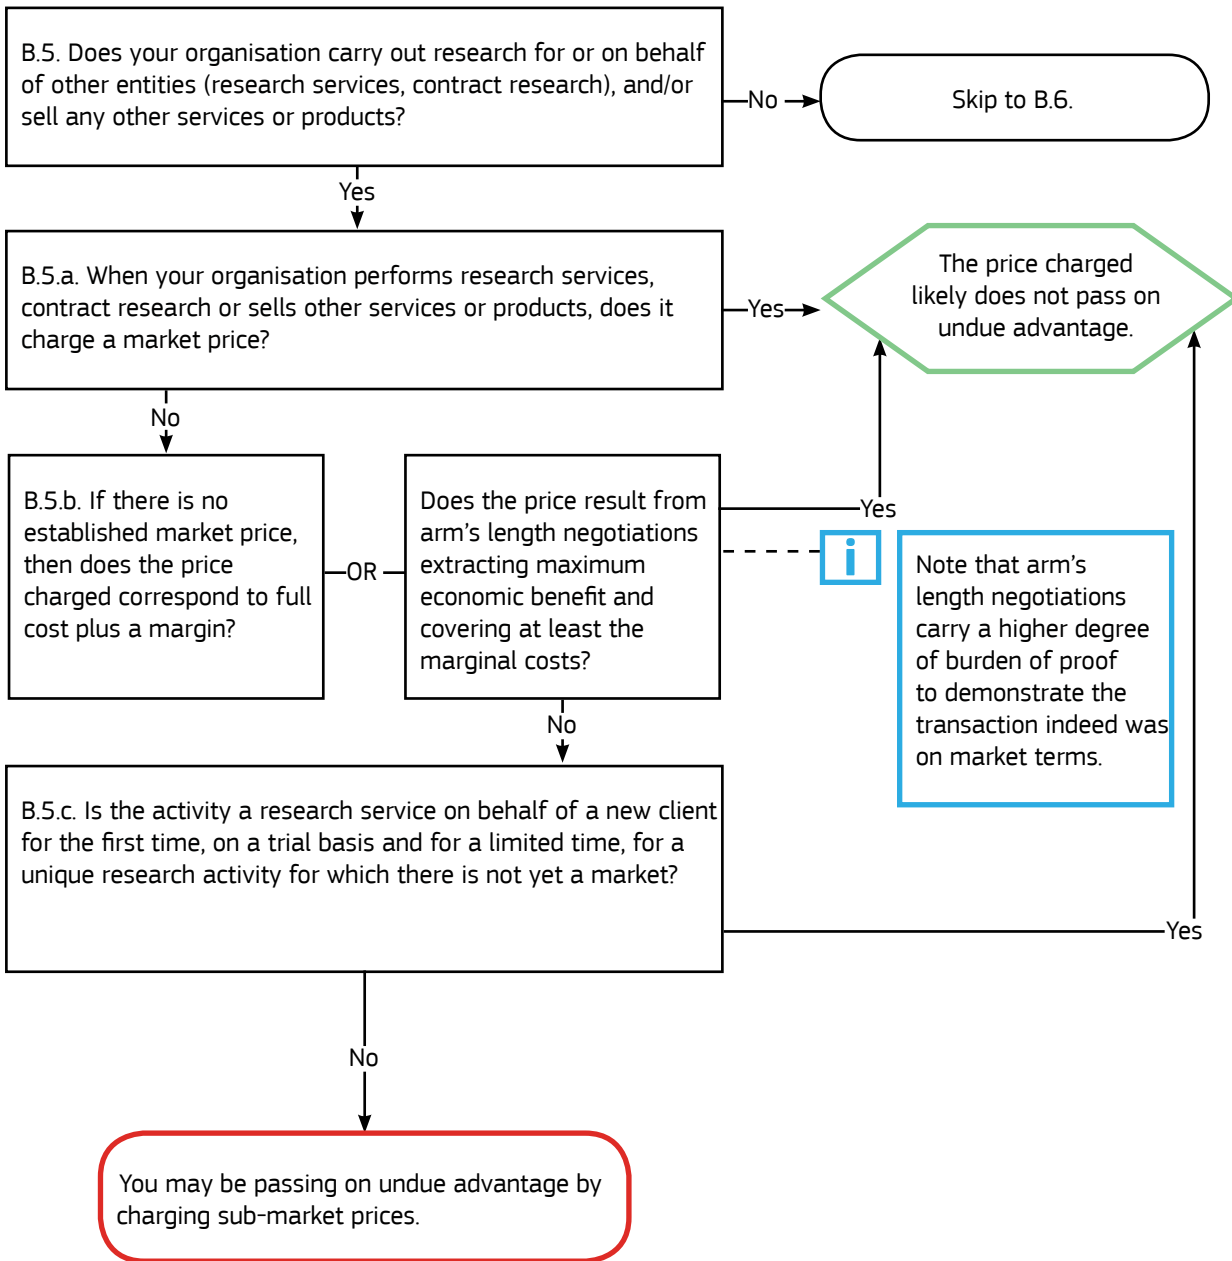 B.5. Does your organisation carry out research for or on behalf
of other entities (research services, contract research), and/or
sell any other services or products?
No
Skip to B.6.
Yes
B.5.a. When your organisation performs research services,
contract research or sells other services or products, does it
charge a market price?
Yes
The price charged
likely does not pass on
undue advantage.
No
B.5.b. If there is no
established market price,
then does the price
charged correspond to full
cost plus a margin?
OR
Does the price result from
arm's length negotiations
extracting maximum
economic benefit and
covering at least the
marginal costs?
Yes
i
Note that arm's
length negotiations
carry a higher degree
of burden of proof
to demonstrate the
transaction indeed was
on market terms.
No
B.5.c. Is the activity a research service on behalf of a new client
for the first time, on a trial basis and for a limited time, for a
unique research activity for which there is not yet a market?
Yes
No
You may be passing on undue advantage by
charging sub-market prices.